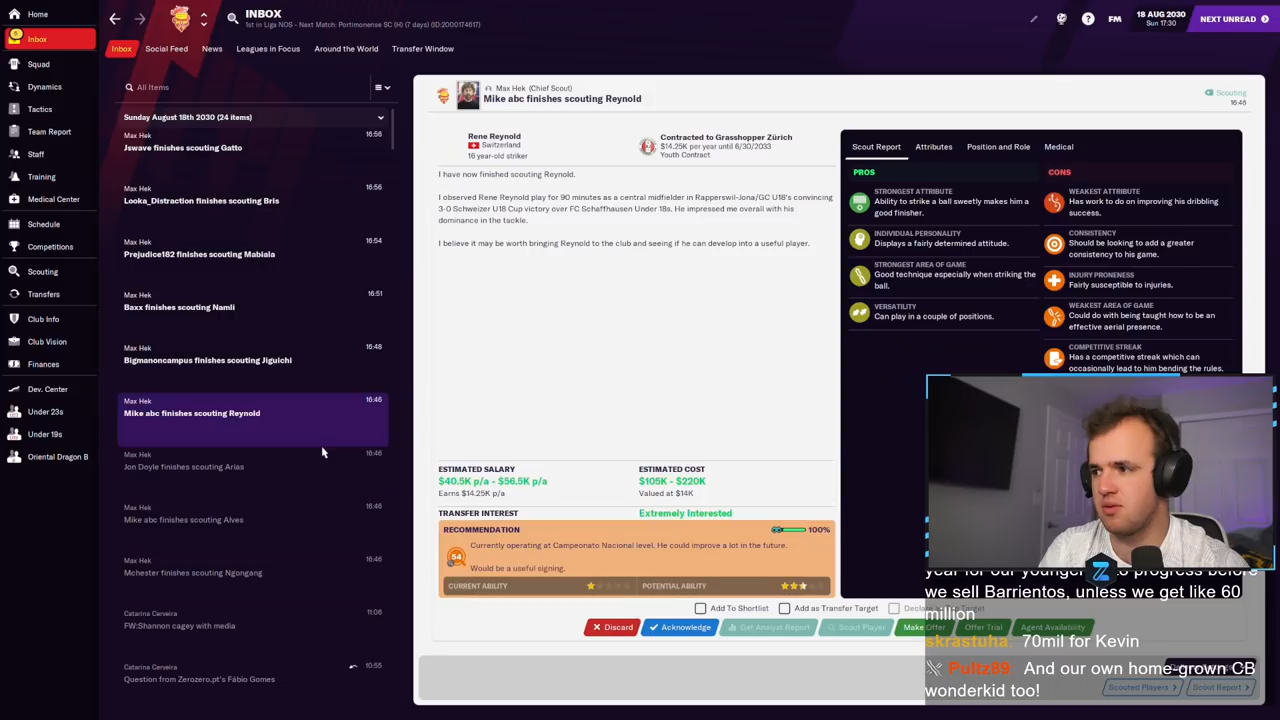 Home
Inbox
Squad
Dynamics
Tactics
Team Report
Staff
Training
Medical Center
Schedule
Competitions
Scouting
Transfers
Club Info
Club Vision
Finances
Dev. Center
Under 23s
Under 19s
Oriental Dragon B
INBOX
1st in Liga NOS - Next Match: Portimonense SC (H) (7 days) (ID:2000174617)
FM
18 AUG 2030
Sun 17:30
NEXT UNREAD
Inbox
Social Feed
News
Leagues in Focus
Around the World
Transfer Window
All Items
Sunday August 18th 2030 (24 items)
Max Hek 16:56
Jswave finishes scouting Gatto
Max Hek 16:56
Looka_Distraction finishes scouting Bris
Max Hek 16:54
Prejudice182 finishes scouting Mabiala
Max Hek 16:51
Baxx finishes scouting Namli
Max Hek 16:48
Bigmanoncampus finishes scouting Jiguichi
Max Hek 16:46
Mike abc finishes scouting Reynold
Max Hek 16:46
Jon Doyle finishes scouting Arias
Max Hek 16:46
Mike abc finishes scouting Alves
Max Hek 16:46
Mchester finishes scouting Ngongang
Catarina Cerveira 11:06
FW:Shannon cagey with media
Catarina Cerveira 10:55
Question from Zerozero.pt's Fábio Gomes
Max Hek (Chief Scout)
Mike abc finishes scouting Reynold
Scouting
16:46
Rene Reynold
Switzerland
16 year-old striker
Contracted to Grasshopper Zürich
$14.25K per year until 6/30/2033
Youth Contract
I have now finished scouting Reynold.
I observed Rene Reynold play for 90 minutes as a central midfielder in Rapperswil-Jona/GC U18's convincing
3-0 Schweizer U18 Cup victory over FC Schaffhausen Under 18s. He impressed me overall with his
dominance in the tackle.
I believe it may be worth bringing Reynold to the club and seeing if he can develop into a useful player.
ESTIMATED SALARY
$40.5K p/a - $56.5K p/a
Earns $14.25K p/a
ESTIMATED COST
$105K - $220K
Valued at $14K
TRANSFER INTEREST
Extremely Interested
RECOMMENDATION
100%
54
Currently operating at Campeonato Nacional level. He could improve a lot in the future.
Would be a useful signing.
CURRENT ABILITY
POTENTIAL ABILITY
Scout Report
Attributes
Position and Role
Medical
PROS
STRONGEST ATTRIBUTE
Ability to strike a ball sweetly makes him a
good finisher.
INDIVIDUAL PERSONALITY
Displays a fairly determined attitude.
STRONGEST AREA OF GAME
Good technique especially when striking the
ball.
VERSATILITY
Can play in a couple of positions.
CONS
WEAKEST ATTRIBUTE
Has work to do on improving his dribbling
success.
CONSISTENCY
Should be looking to add a greater
consistency to his game.
INJURY PRONENESS
Fairly susceptible to injuries.
WEAKEST AREA OF GAME
Could do with being taught how to be an
effective aerial presence.
COMPETITIVE STREAK
Has a competitive streak which can
occasionally lead to him bending the rules.
Add To Shortlist
Add as Transfer Target
Discard
Acknowledge
Get Analyst Report
Scout Player
Make Offer
Offer Trial
Agent Availability
Scouted Players
Scout Report
we sell Barrientos, unless we get like 60
million
skrastuha: 70mil for Kevin
Pultz89 And our own home-grown CB
wonderkid too!